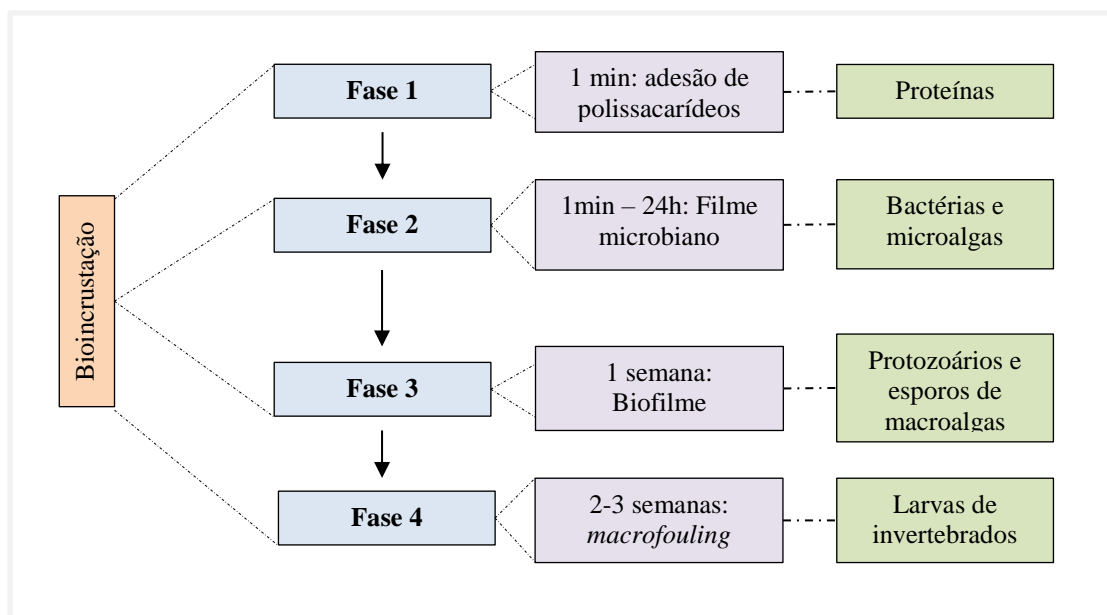 Bioincrustação
Fase 1
1 min: adesão de
polissacarídeos
Proteínas
Fase 2
1min – 24h: Filme
microbiano
Bactérias e
microalgas
Fase 3
1 semana:
Biofilme
Protozoários e
esporos de
macroalgas
Fase 4
2-3 semanas:
macrofouling
Larvas de
invertebrados